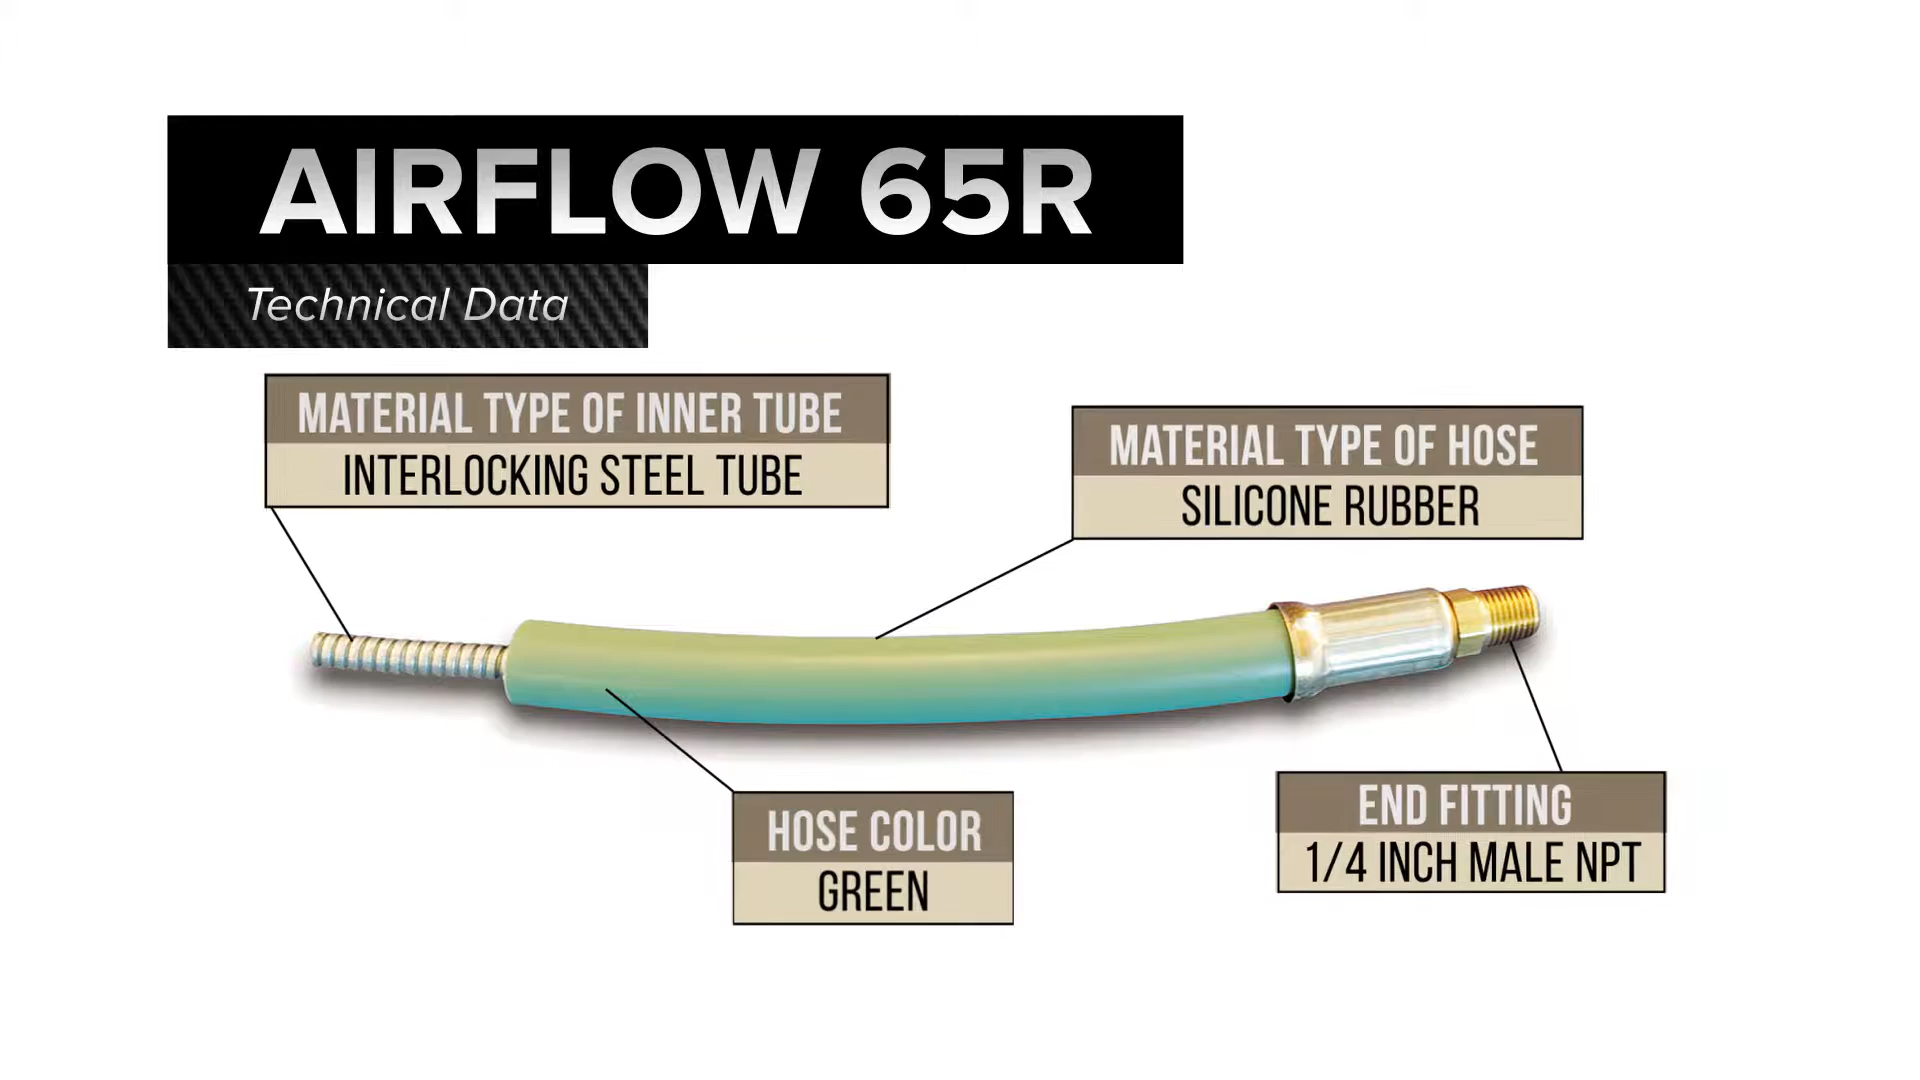 AIRFLOW 65R
Technical Data
MATERIAL TYPE OF INNER TUBE
INTERLOCKING STEEL TUBE
MATERIAL TYPE OF HOSE
SILICONE RUBBER
HOSE COLOR
GREEN
END FITTING
1/4 INCH MALE NPT